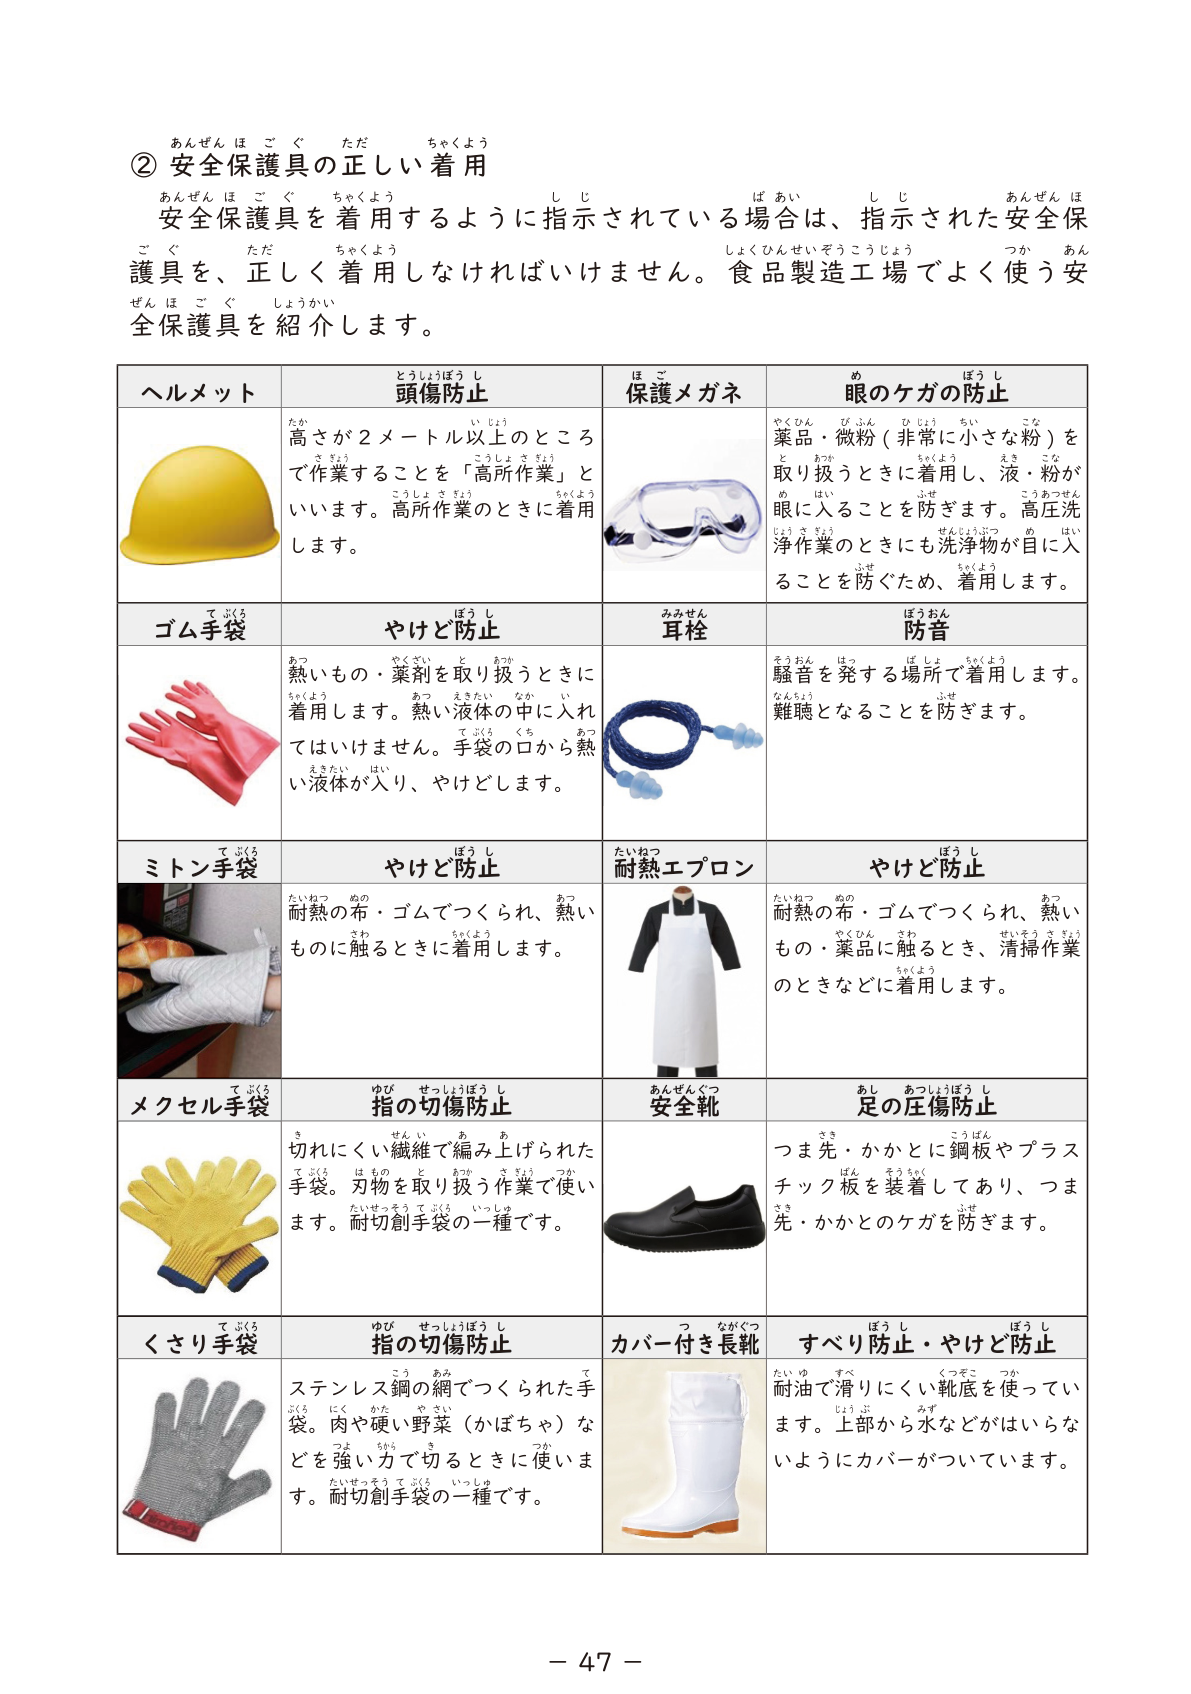 ② 安全保護具の正しい着用
安全保護具を着用するように指示されている場合は、指示された安全保
護具を、正しく着用しなければいけません。食品製造工場でよく使う安
全保護具を紹介します。
ヘルメット
頭傷防止
高さが２メートル以上のところ
で作業することを「高所作業」と
いいます。高所作業のときに着用
します。
保護メガネ
眼のケガの防止
薬品・微粉 ( 非常に小さな粉 ) を
取り扱うときに着用し、液・粉が
眼に入ることを防ぎます。高圧洗
浄作業のときにも洗浄物が目に入
ることを防ぐため、着用します。
ゴム手袋
やけど防止
熱いもの・薬剤を取り扱うときに
着用します。熱い液体の中に入れ
てはいけません。手袋の口から熱
い液体が入り、やけどします。
耳栓
防音
騒音を発する場所で着用します。
難聴となることを防ぎます。
ミトン手袋
やけど防止
耐熱の布・ゴムでつくられ、熱い
ものに触るときに着用します。
耐熱エプロン
やけど防止
耐熱の布・ゴムでつくられ、熱い
もの・薬品に触るとき、清掃作業
のときなどに着用します。
メクセル手袋
指の切傷防止
切れにくい繊維で編み上げられた
手袋。刃物を取り扱う作業で使い
ます。耐切創手袋の一種です。
安全靴
足の圧傷防止
つま先・かかとに鋼板やプラス
チック板を装着してあり、つま
先・かかとのケガを防ぎます。
くさり手袋
指の切傷防止
ステンレス鋼の網でつくられた手
袋。肉や硬い野菜（かぼちゃ）な
どを強い力で切るときに使いま
す。耐切創手袋の一種です。
カバー付き長靴
すべり防止・やけど防止
耐油で滑りにくい靴底を使ってい
ます。上部から水などがはいらな
いようにカバーがついています。
— 47 —